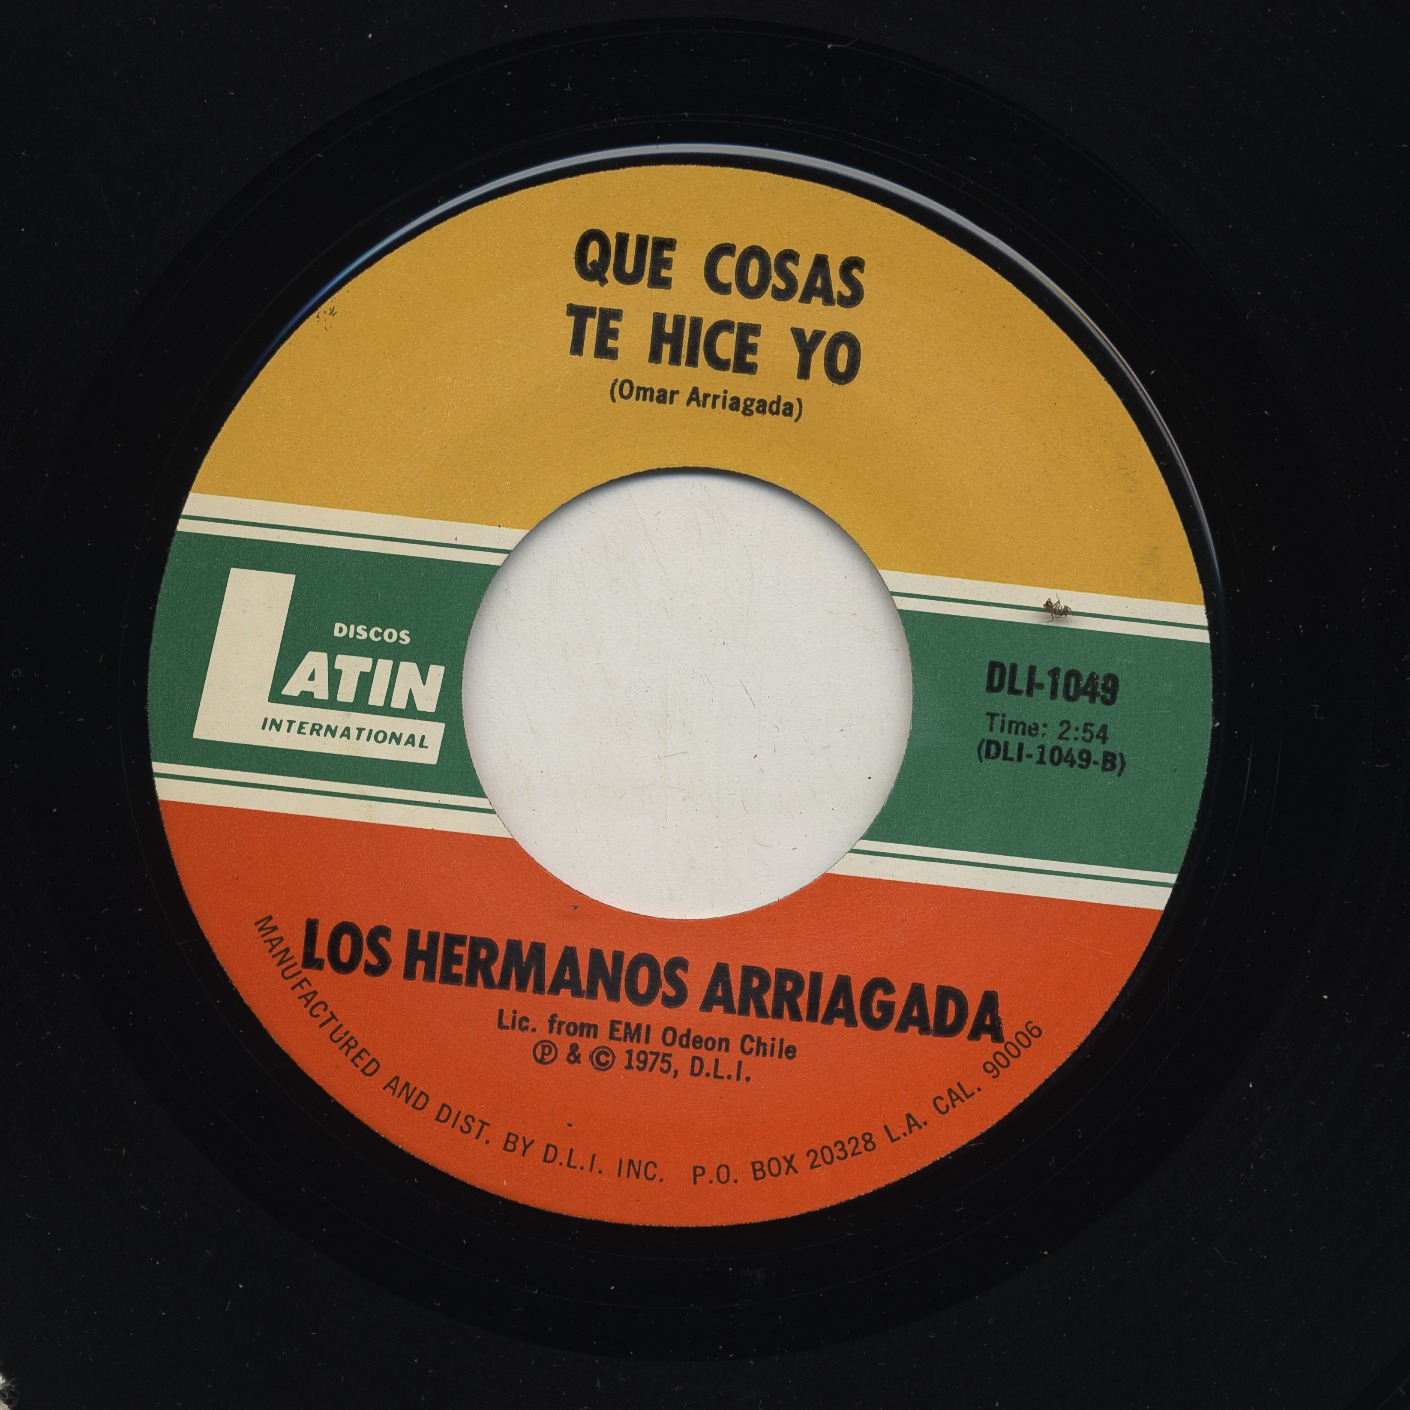 QUE COSAS
TE HICE YO
(Omar Arriagada)
DISCOS
LATIN
INTERNATIONAL
DLI-1049
Time: 2:54
(DLI-1049-B)
LOS HERMANOS ARRIAGADA
Lic. from EMI Odeon Chile
Ⓟ & © 1975, D.L.I.
MANUFACTURED AND DIST. BY D.L.I. INC. P.O. BOX 20328 L.A. CAL. 90006